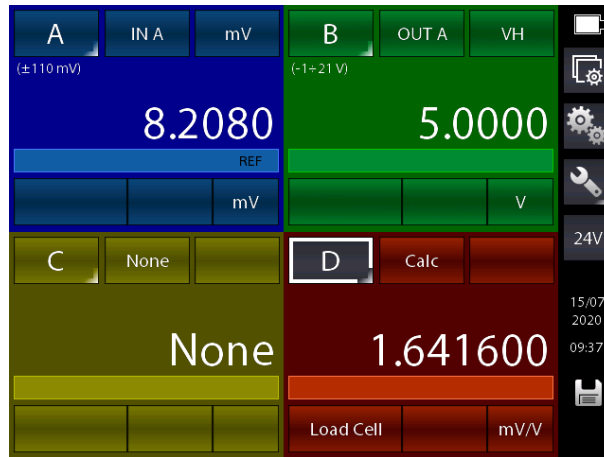 A IN A mV
(±110 mV)
8.2080
REF
mV
B OUT A VH
(-1÷21 V)
5.0000
V
C None
None
D Calc
1.641600
Load Cell mV/V
24V
15/07
2020
09:37